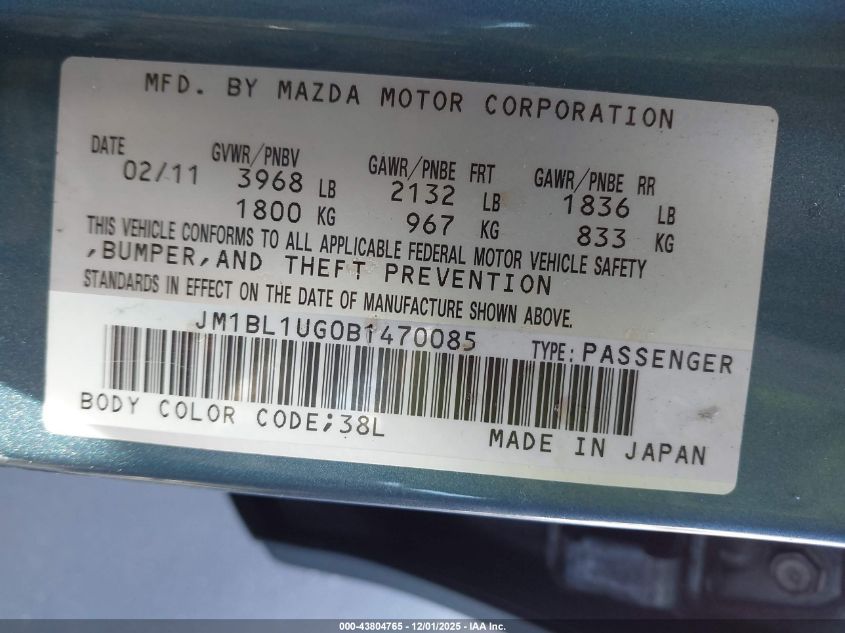 MFD. BY MAZDA MOTOR CORPORATION
DATE GVWR/PNBV GAWR/PNBE FRT GAWR/PNBE RR
02/11 3968 LB 2132 LB 1836 LB
1800 KG 967 KG 833 KG
THIS VEHICLE CONFORMS TO ALL APPLICABLE FEDERAL MOTOR VEHICLE SAFETY
,BUMPER,AND THEFT PREVENTION
STANDARDS IN EFFECT ON THE DATE OF MANUFACTURE SHOWN ABOVE.
JM1BL1UG0B1470085 TYPE:PASSENGER
BODY COLOR CODE;38L MADE IN JAPAN
000-43804765 - 12/01/2025 - IAA Inc.